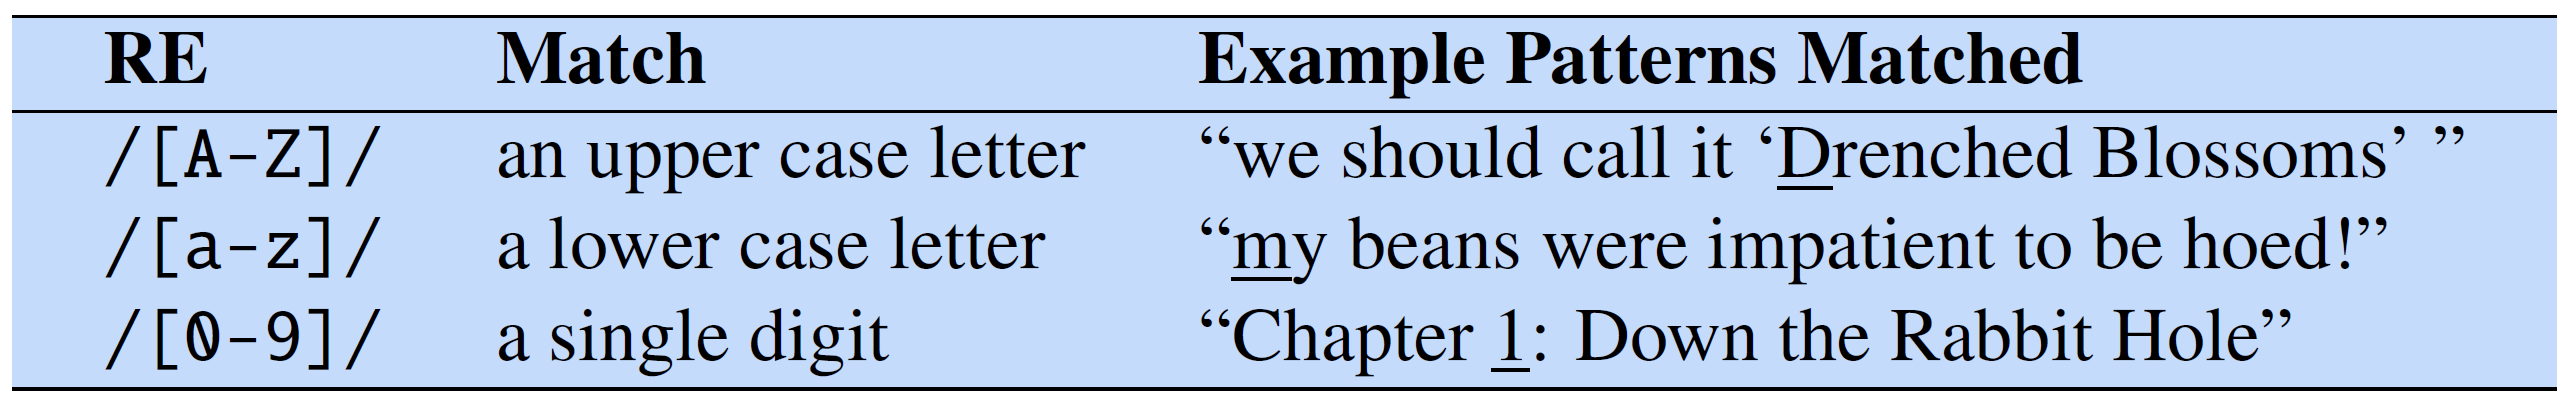 RE Match Example Patterns Matched
/[A-Z]/ an upper case letter “we should call it ‘Drenched Blossoms’ ”
/[a-z]/ a lower case letter “my beans were impatient to be hoed!”
/[0-9]/ a single digit “Chapter 1: Down the Rabbit Hole”